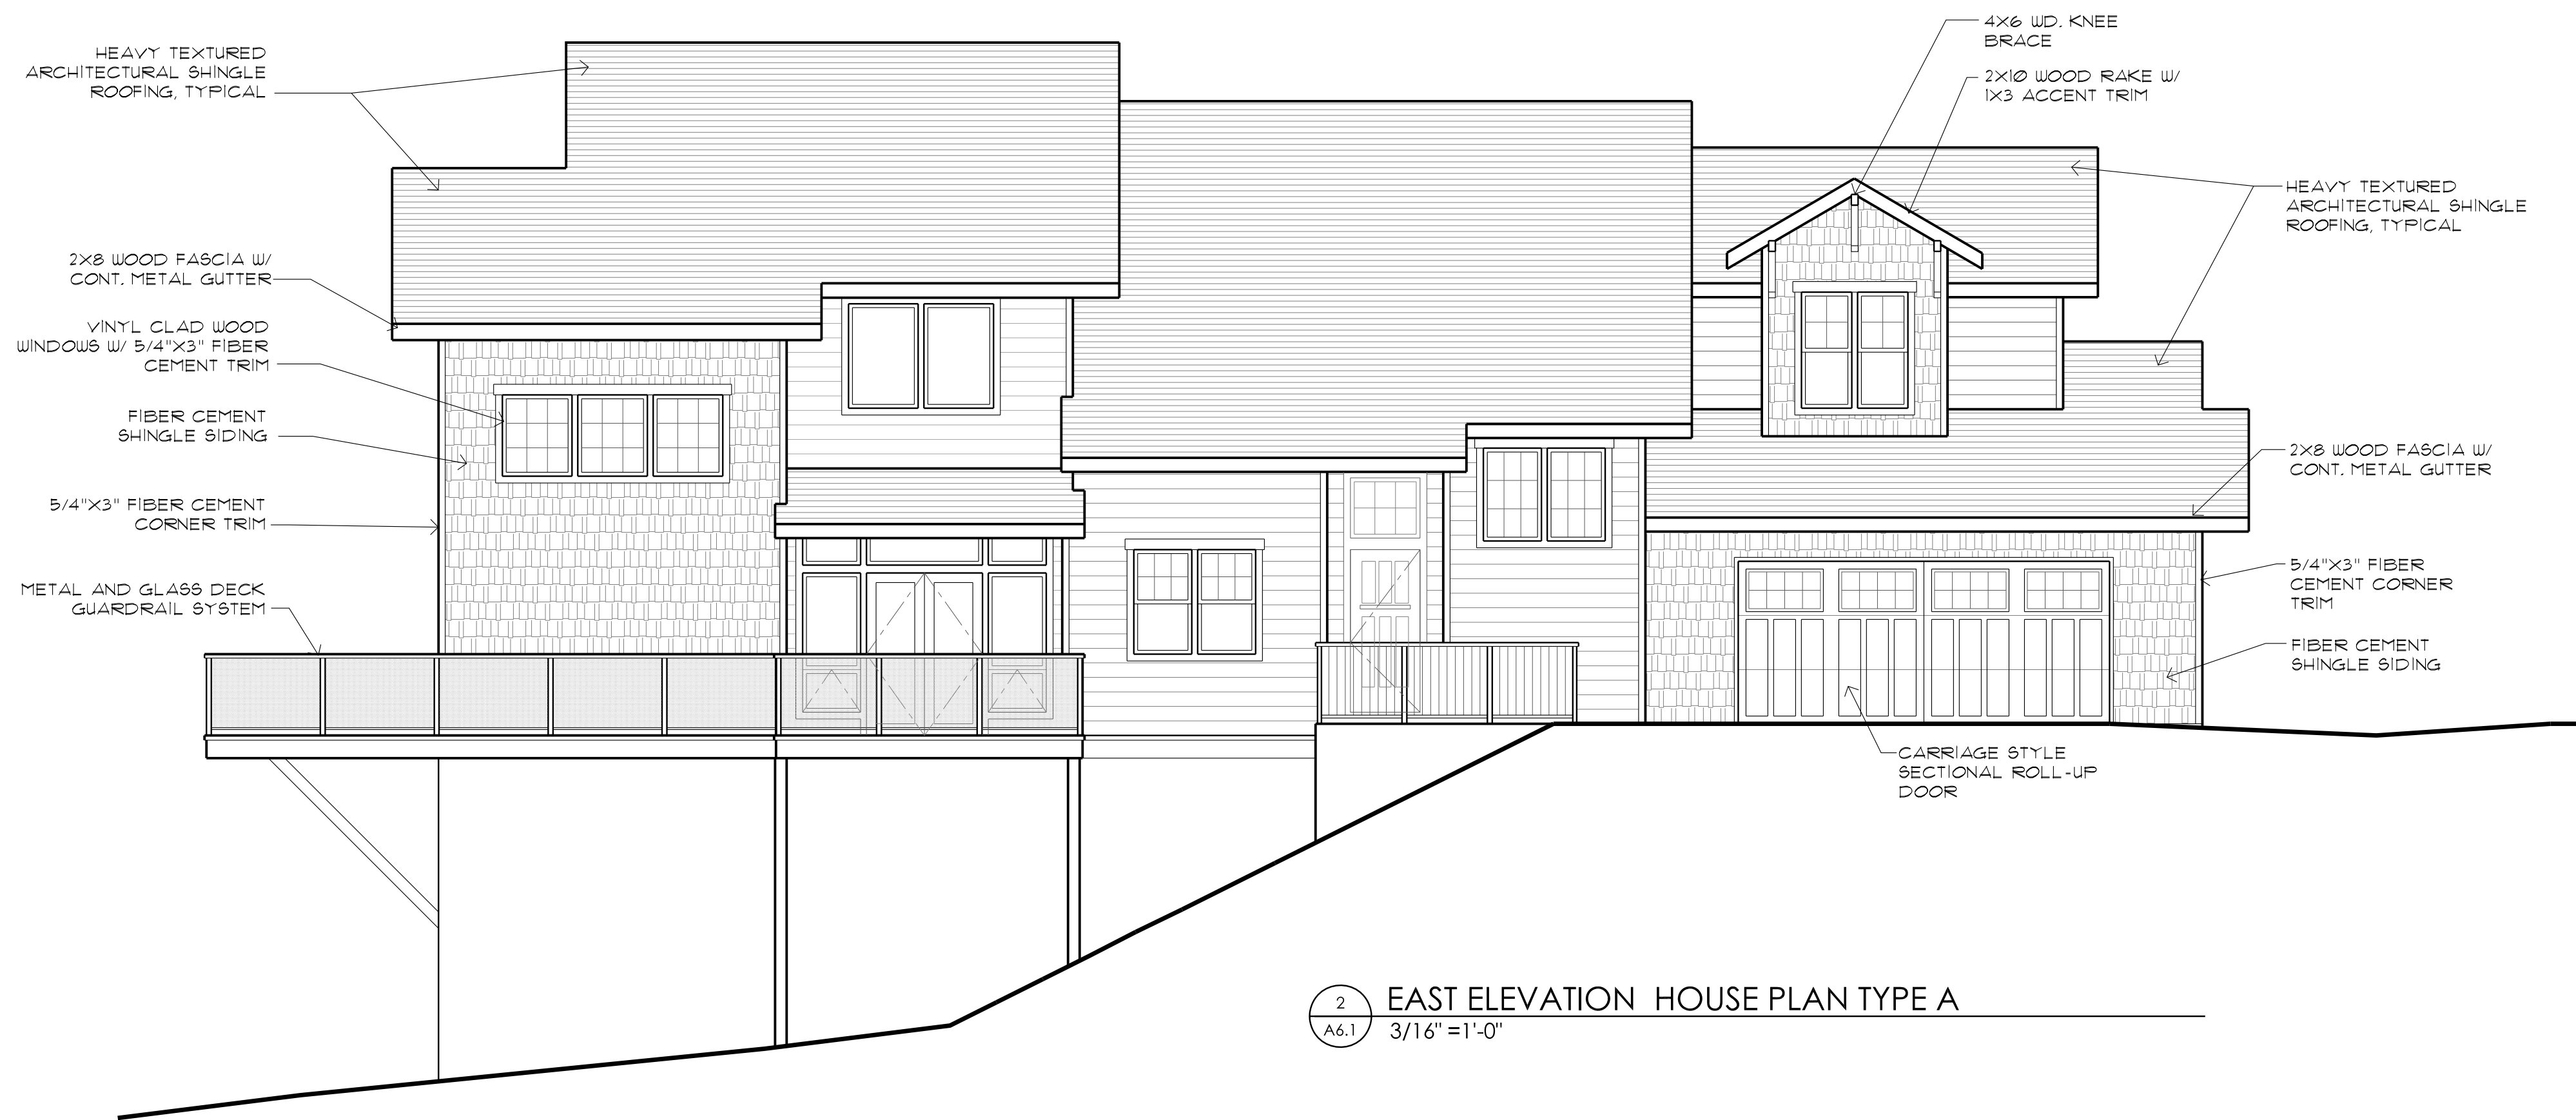 HEAVY TEXTURED
ARCHITECTURAL SHINGLE
ROOFING, TYPICAL
2X8 WOOD FASCIA W/
CONT. METAL GUTTER
VINYL CLAD WOOD
WINDOWS W/ 5/4"X3" FIBER
CEMENT TRIM
FIBER CEMENT
SHINGLE SIDING
5/4"X3" FIBER CEMENT
CORNER TRIM
METAL AND GLASS DECK
GUARDRAIL SYSTEM
4X6 WD. KNEE
BRACE
2X10 WOOD RAKE W/
1X3 ACCENT TRIM
HEAVY TEXTURED
ARCHITECTURAL SHINGLE
ROOFING, TYPICAL
2X8 WOOD FASCIA W/
CONT. METAL GUTTER
5/4"X3" FIBER
CEMENT CORNER
TRIM
FIBER CEMENT
SHINGLE SIDING
CARRIAGE STYLE
SECTIONAL ROLL-UP
DOOR
2
A6.1
EAST ELEVATION HOUSE PLAN TYPE A
3/16" =1'-0"